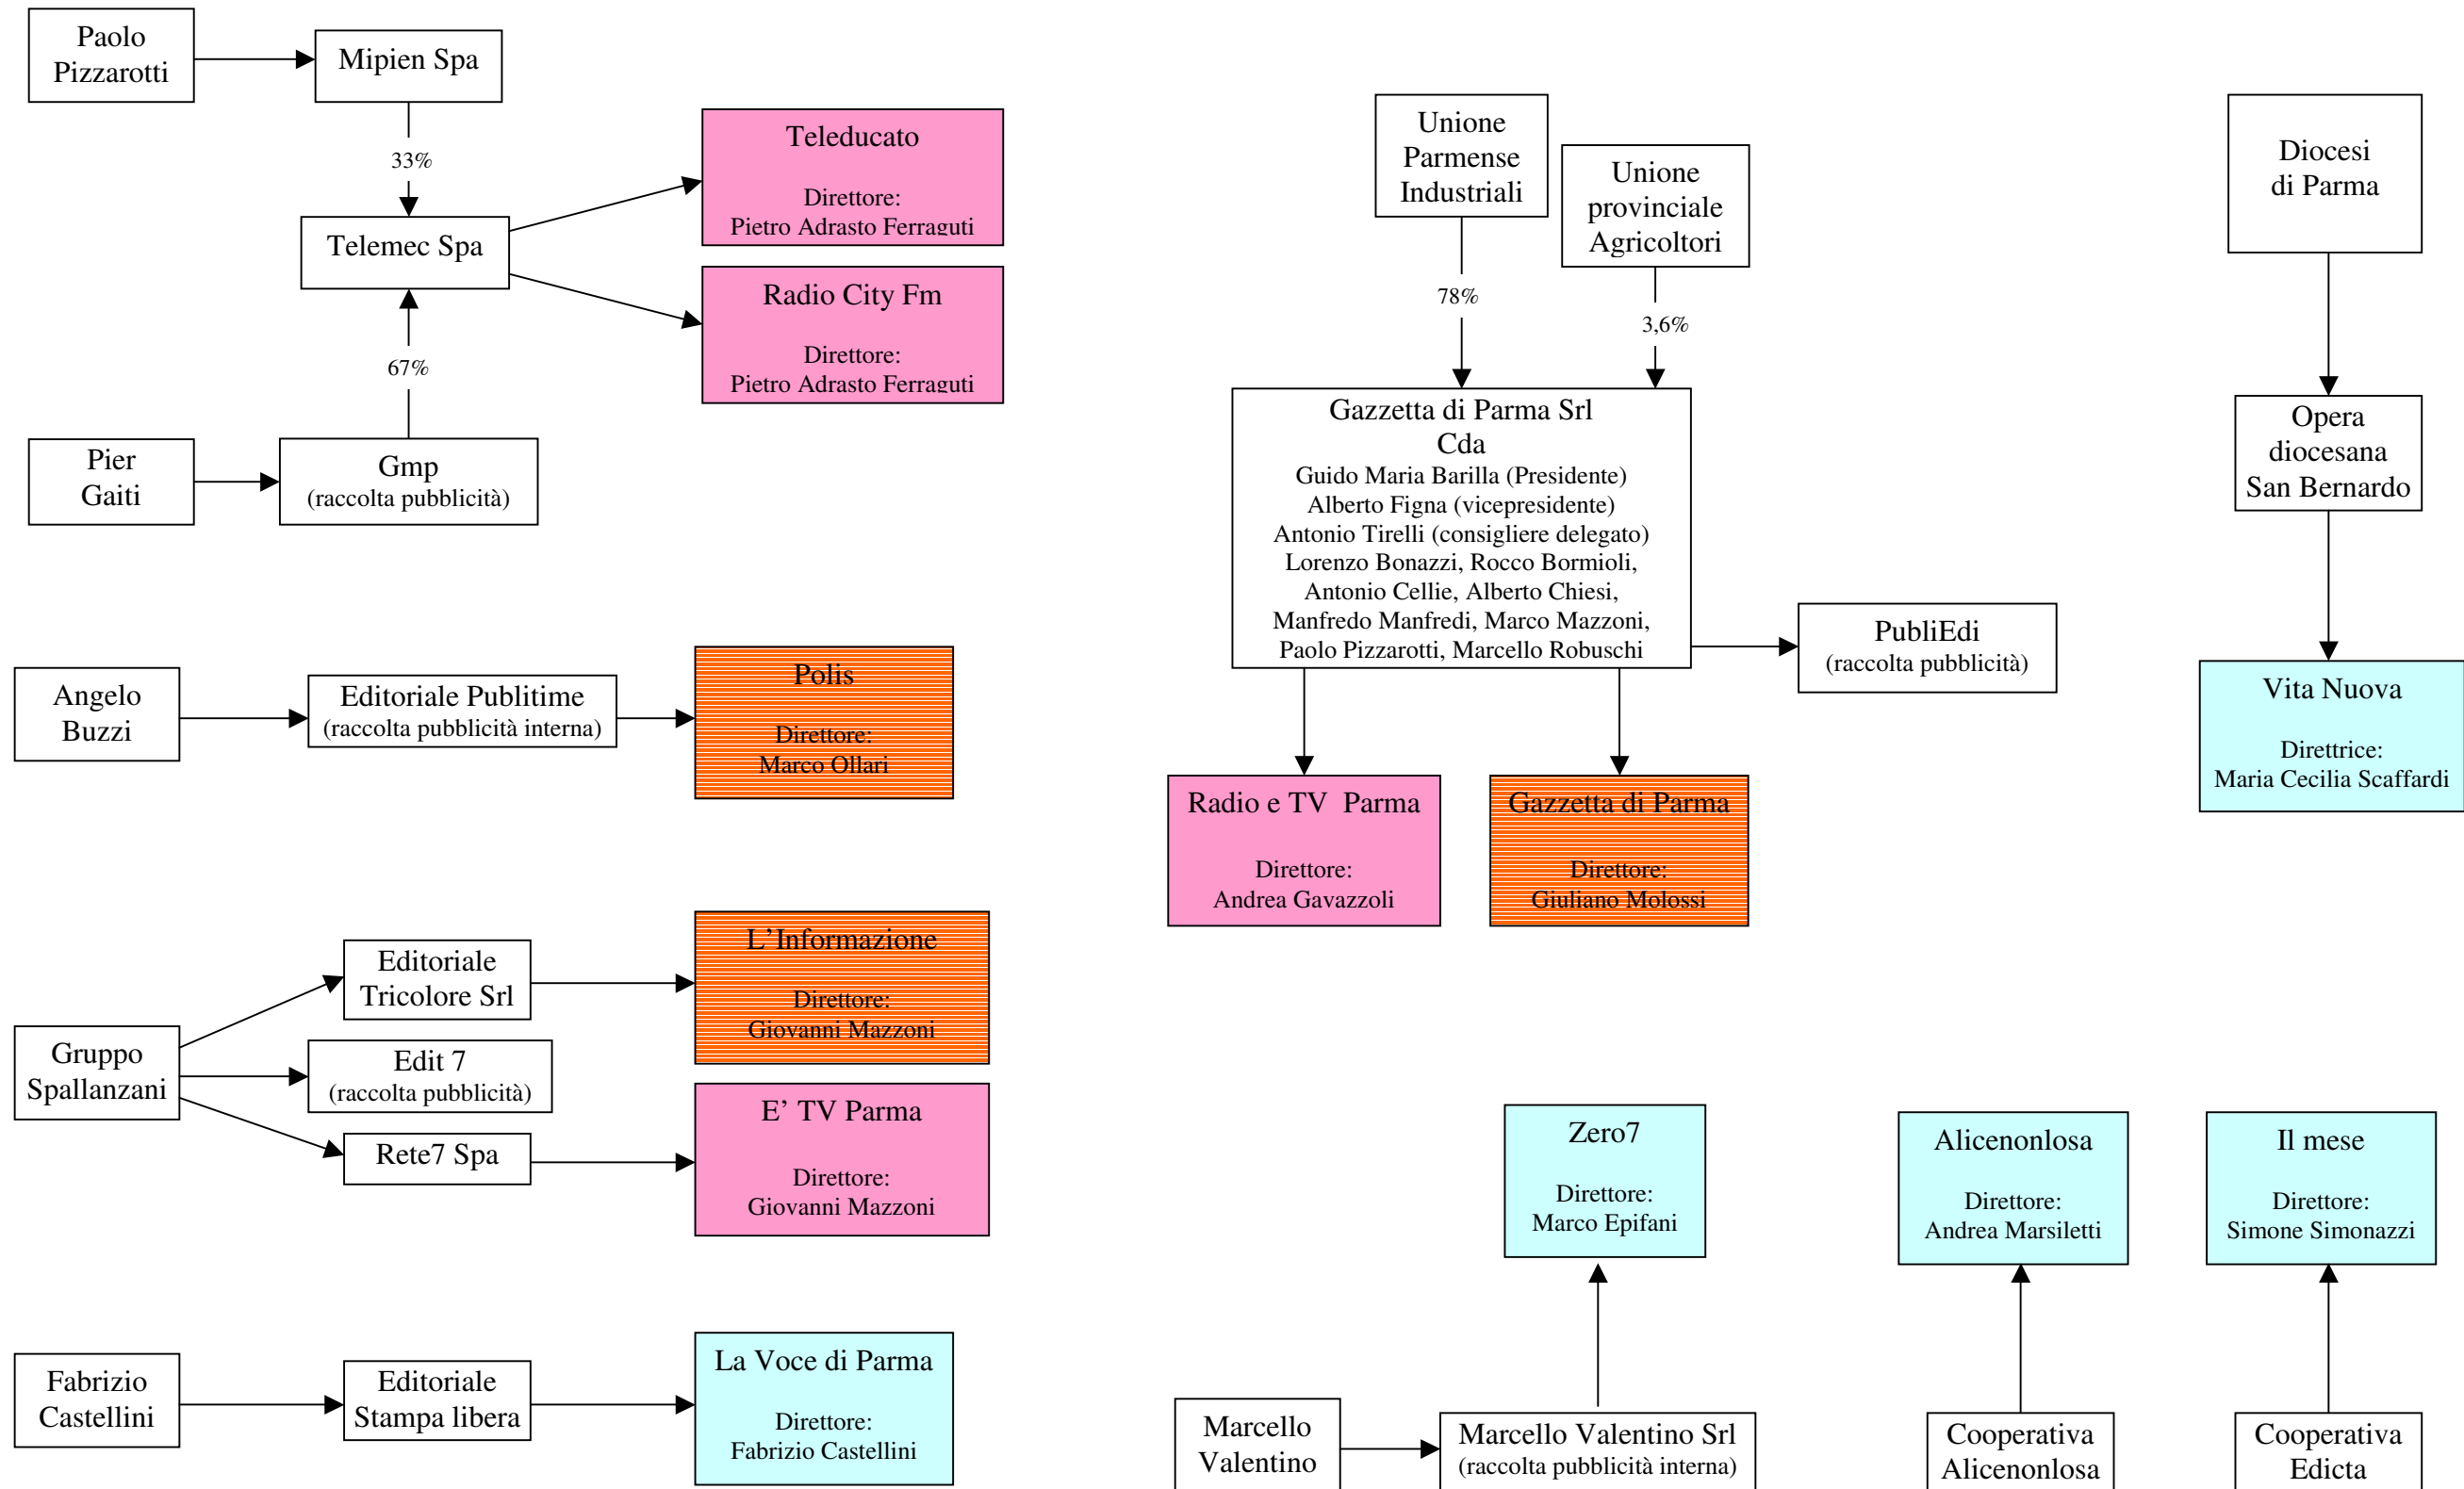 Paolo
Pizzarotti
Mipien Spa
33%
Telemec Spa
67%
Pier
Gaiti
Gmp
(raccolta pubblicità)
Teleducato
Direttore:
Pietro Adrasto Ferraguti
Radio City Fm
Direttore:
Pietro Adrasto Ferraguti
Angelo
Buzzi
Editoriale Publitime
(raccolta pubblicità interna)
Polis
Direttore:
Marco Ollari
Gruppo
Spallanzani
Editoriale
Tricolore Srl
Edit 7
(raccolta pubblicità)
Rete7 Spa
L’Informazione
Direttore:
Giovanni Mazzoni
E’ TV Parma
Direttore:
Giovanni Mazzoni
Fabrizio
Castellini
Editoriale
Stampa libera
La Voce di Parma
Direttore:
Fabrizio Castellini
Unione
Parmense
Industriali
Unione
provinciale
Agricoltori
78%
3,6%
Gazzetta di Parma Srl
Cda
Guido Maria Barilla (Presidente)
Alberto Figna (vicepresidente)
Antonio Tirelli (consigliere delegato)
Lorenzo Bonazzi, Rocco Bormioli,
Antonio Cellie, Alberto Chiesi,
Manfredo Manfredi, Marco Mazzoni,
Paolo Pizzarotti, Marcello Robuschi
PubliEdi
(raccolta pubblicità)
Radio e TV  Parma
Direttore:
Andrea Gavazzoli
Gazzetta di Parma
Direttore:
Giuliano Molossi
Diocesi
di Parma
Opera
diocesana
San Bernardo
Vita Nuova
Direttrice:
Maria Cecilia Scaffardi
Zero7
Direttore:
Marco Epifani
Marcello
Valentino
Marcello Valentino Srl
(raccolta pubblicità interna)
Alicenonlosa
Direttore:
Andrea Marsiletti
Cooperativa
Alicenonlosa
Il mese
Direttore:
Simone Simonazzi
Cooperativa
Edicta